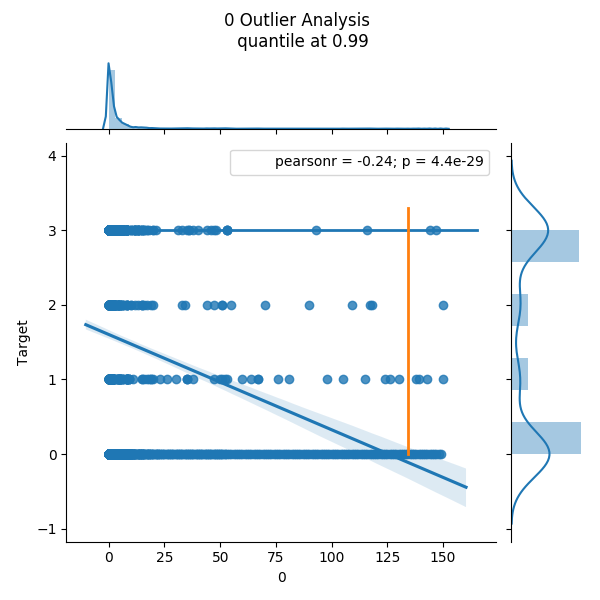 0 Outlier Analysis
quantile at 0.99
pearsonr = -0.24; p = 4.4e-29
4
3
2
1
0
−1
Target
0 25 50 75 100 125 150
0